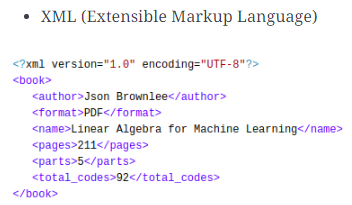 • XML (Extensible Markup Language)
<?xml version="1.0" encoding="UTF-8"?>
<book>
   <author>Json Brownlee</author>
   <format>PDF</format>
   <name>Linear Algebra for Machine Learning</name>
   <pages>211</pages>
   <parts>5</parts>
   <total_codes>92</total_codes>
</book>